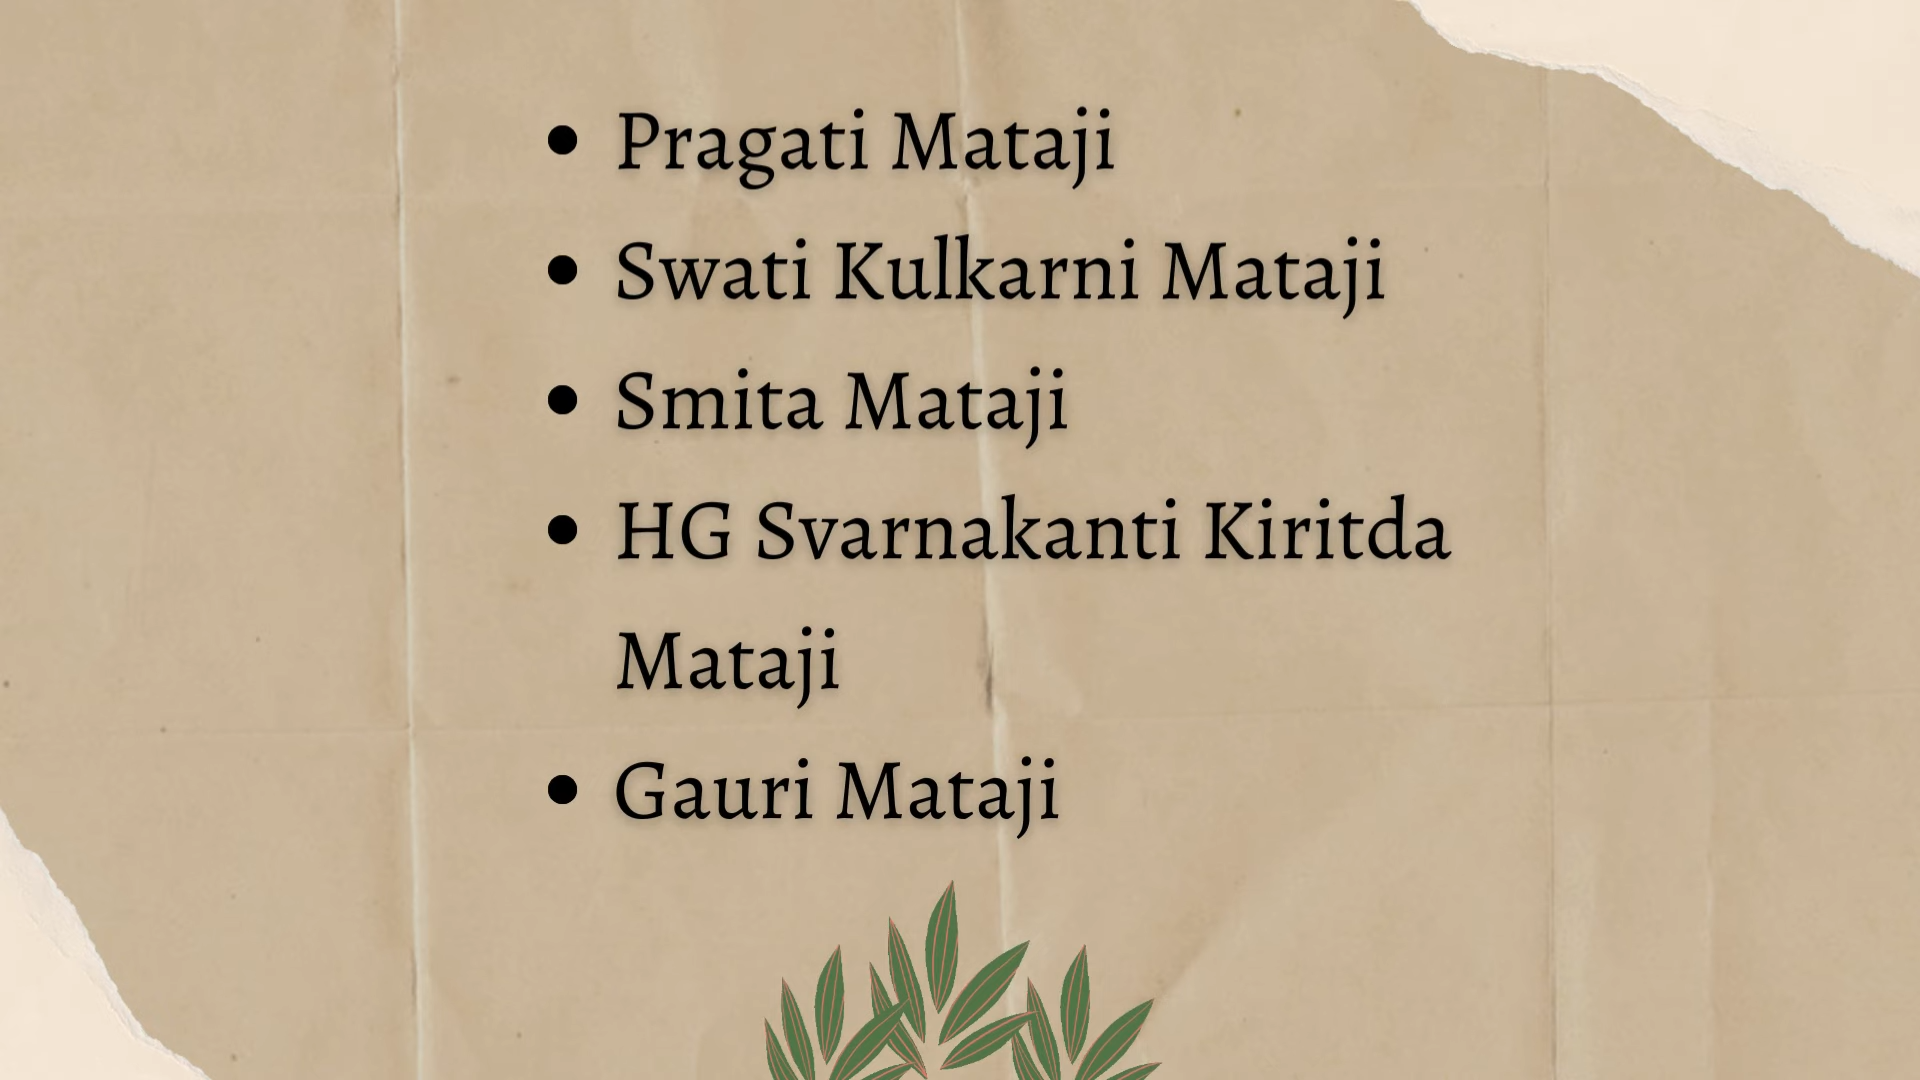 • Pragati Mataji
• Swati Kulkarni Mataji
• Smita Mataji
• HG Svarnakanti Kiritda
Mataji
• Gauri Mataji